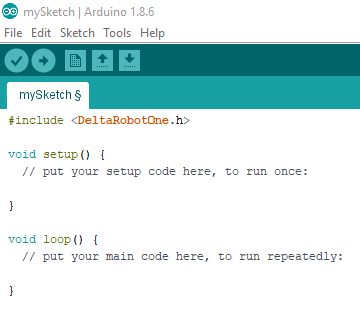 mySketch | Arduino 1.8.6
File Edit Sketch Tools Help
mySketch §
#include <DeltaRobotOne.h>
void setup() {
// put your setup code here, to run once:
}
void loop() {
// put your main code here, to run repeatedly:
}